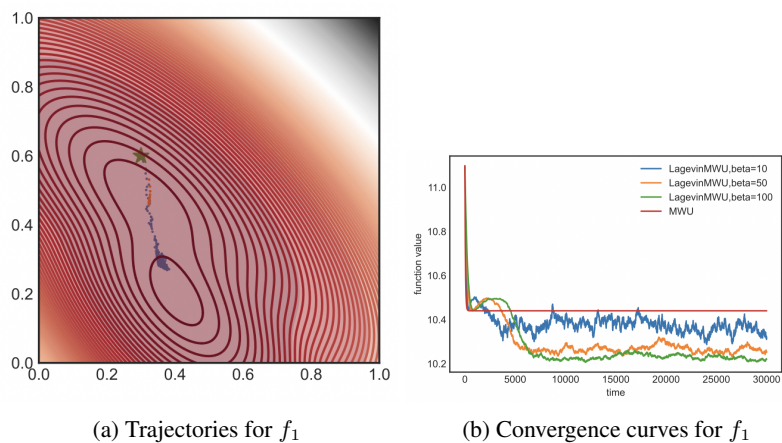 1.0
0.8
0.6
0.4
0.2
0.0
0.0 0.2 0.4 0.6 0.8 1.0
(a) Trajectories for f₁
LagevinMWU,beta=10
LagevinMWU,beta=50
LagevinMWU,beta=100
MWU
function value
11.0
10.8
10.6
10.4
10.2
0 5000 10000 15000 20000 25000 30000
time
(b) Convergence curves for f₁